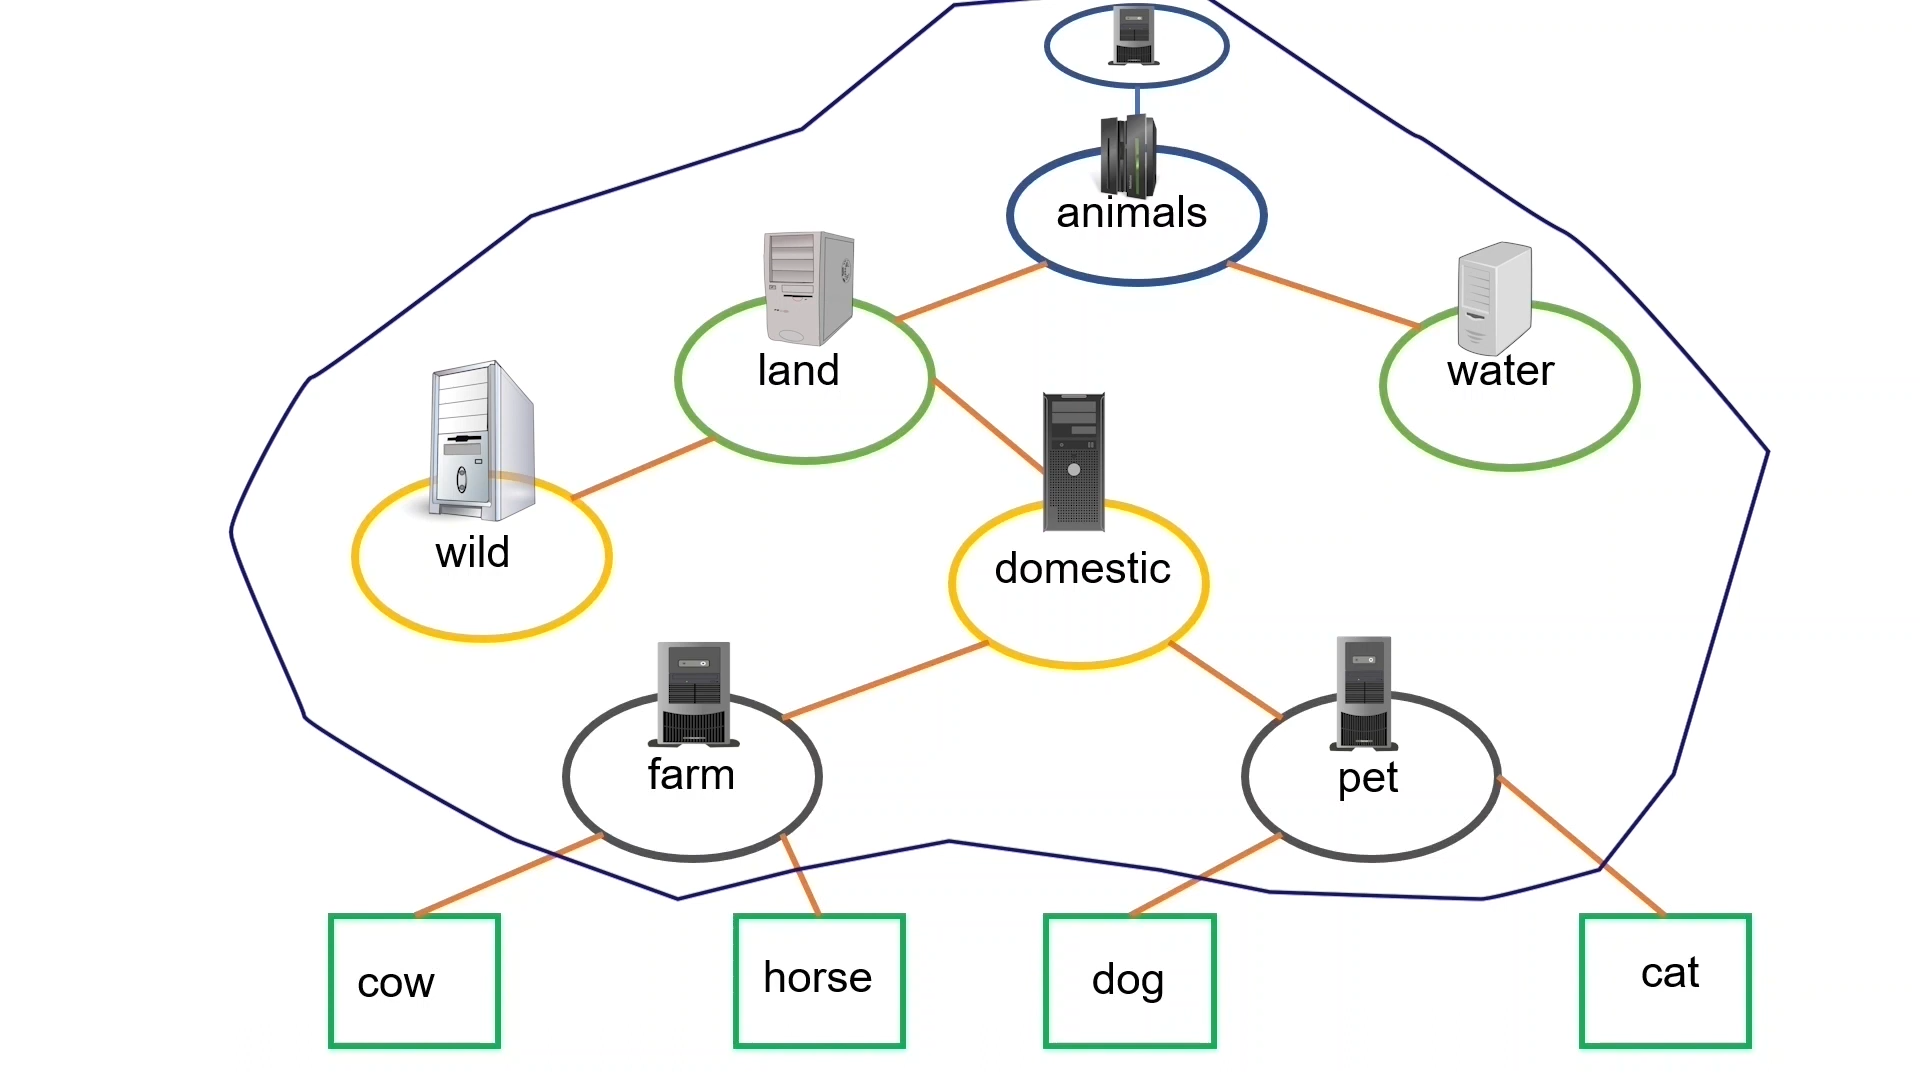 animals
land
water
wild
domestic
farm
pet
cow
horse
dog
cat